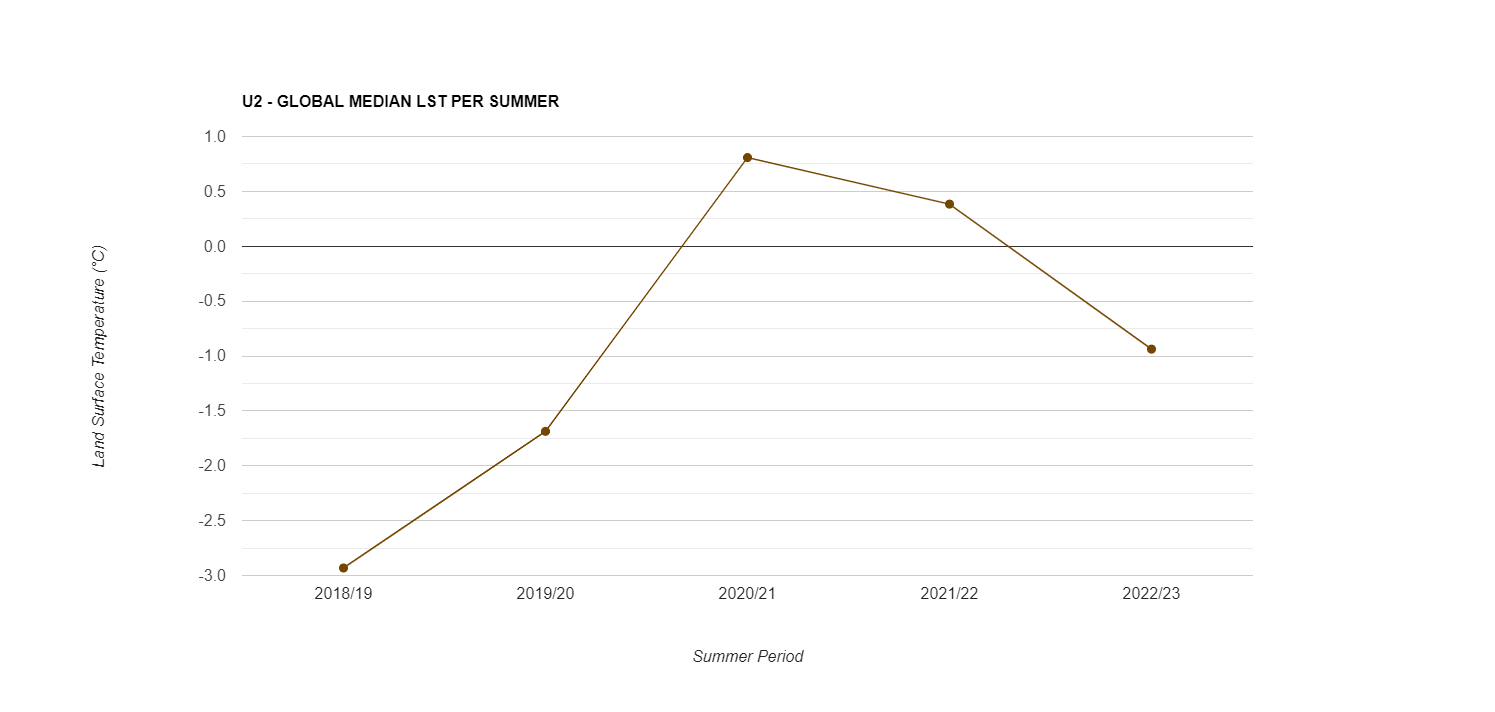 U2 - GLOBAL MEDIAN LST PER SUMMER
1.0
0.5
0.0
-0.5
-1.0
-1.5
-2.0
-2.5
-3.0
Land Surface Temperature (°C)
2018/19 2019/20 2020/21 2021/22 2022/23
Summer Period